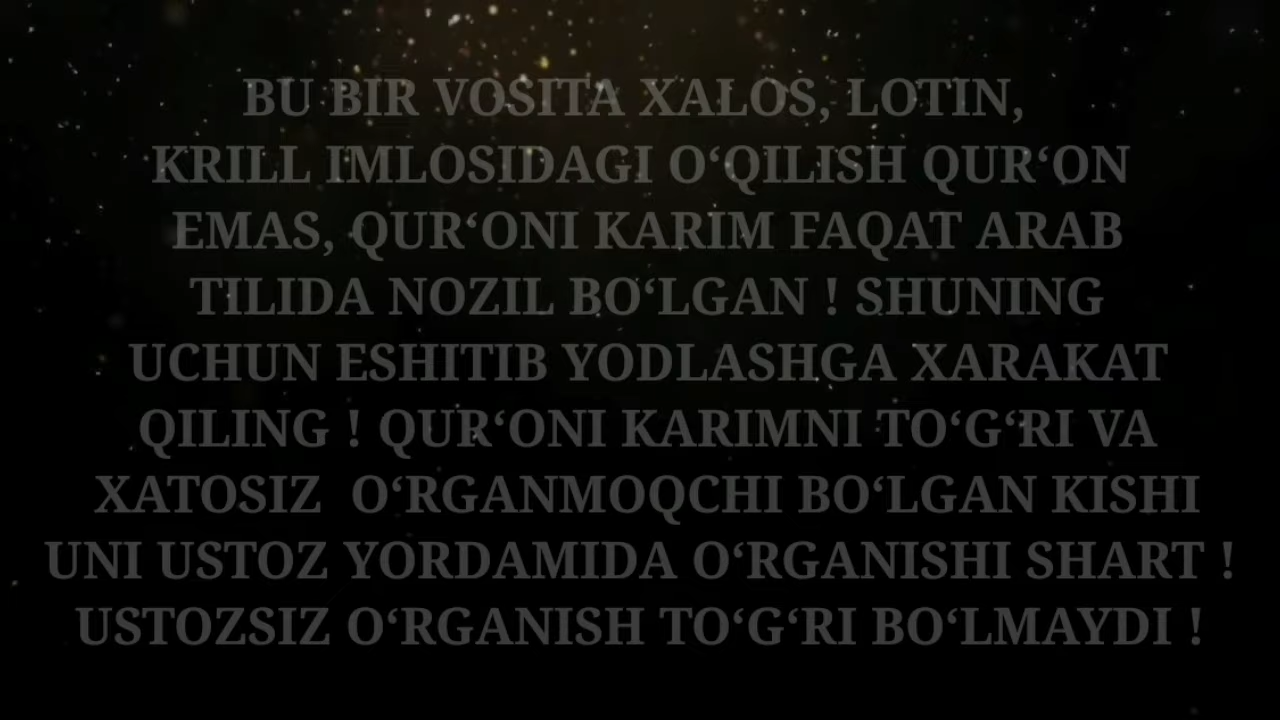 BU BIR VOSITA XALOS, LOTIN,
KRILL IMLOSIDAGI O‘QILISH QUR‘ON
EMAS, QUR‘ONI KARIM FAQAT ARAB
TILIDA NOZIL BO‘LGAN ! SHUNING
UCHUN ESHITIB YODLASHGA XARAKAT
QILING ! QUR‘ONI KARIMNI TO‘G‘RI VA
XATOSIZ  O‘RGANMOQCHI BO‘LGAN KISHI
UNI USTOZ YORDAMIDA O‘RGANISHI SHART !
USTOZSIZ O‘RGANISH TO‘G‘RI BO‘LMAYDI !